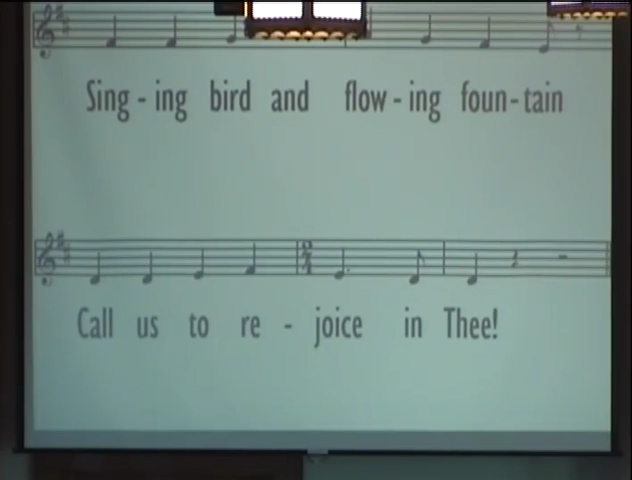 Sing - ing bird and flow - ing foun - tain
Call us to re - joice in Thee!